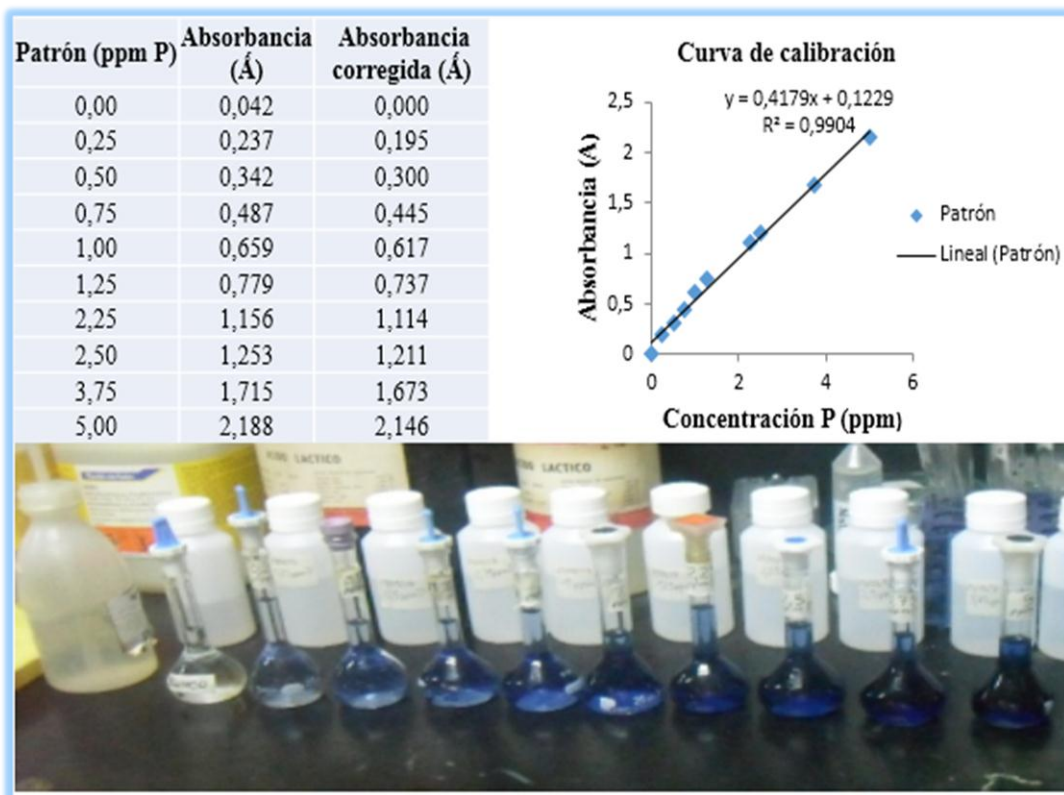 Patrón (ppm P) Absorbancia (Ǻ) Absorbancia corregida (Ǻ)
0,00 0,042 0,000
0,25 0,237 0,195
0,50 0,342 0,300
0,75 0,487 0,445
1,00 0,659 0,617
1,25 0,779 0,737
2,25 1,156 1,114
2,50 1,253 1,211
3,75 1,715 1,673
5,00 2,188 2,146
Curva de calibración
y = 0,4179x + 0,1229
R² = 0,9904
Absorbancia (A)
2,5
2
1,5
1
0,5
0
0 2 4 6
Concentración P (ppm)
Patrón
Lineal (Patrón)
LACTICO
LACTICO